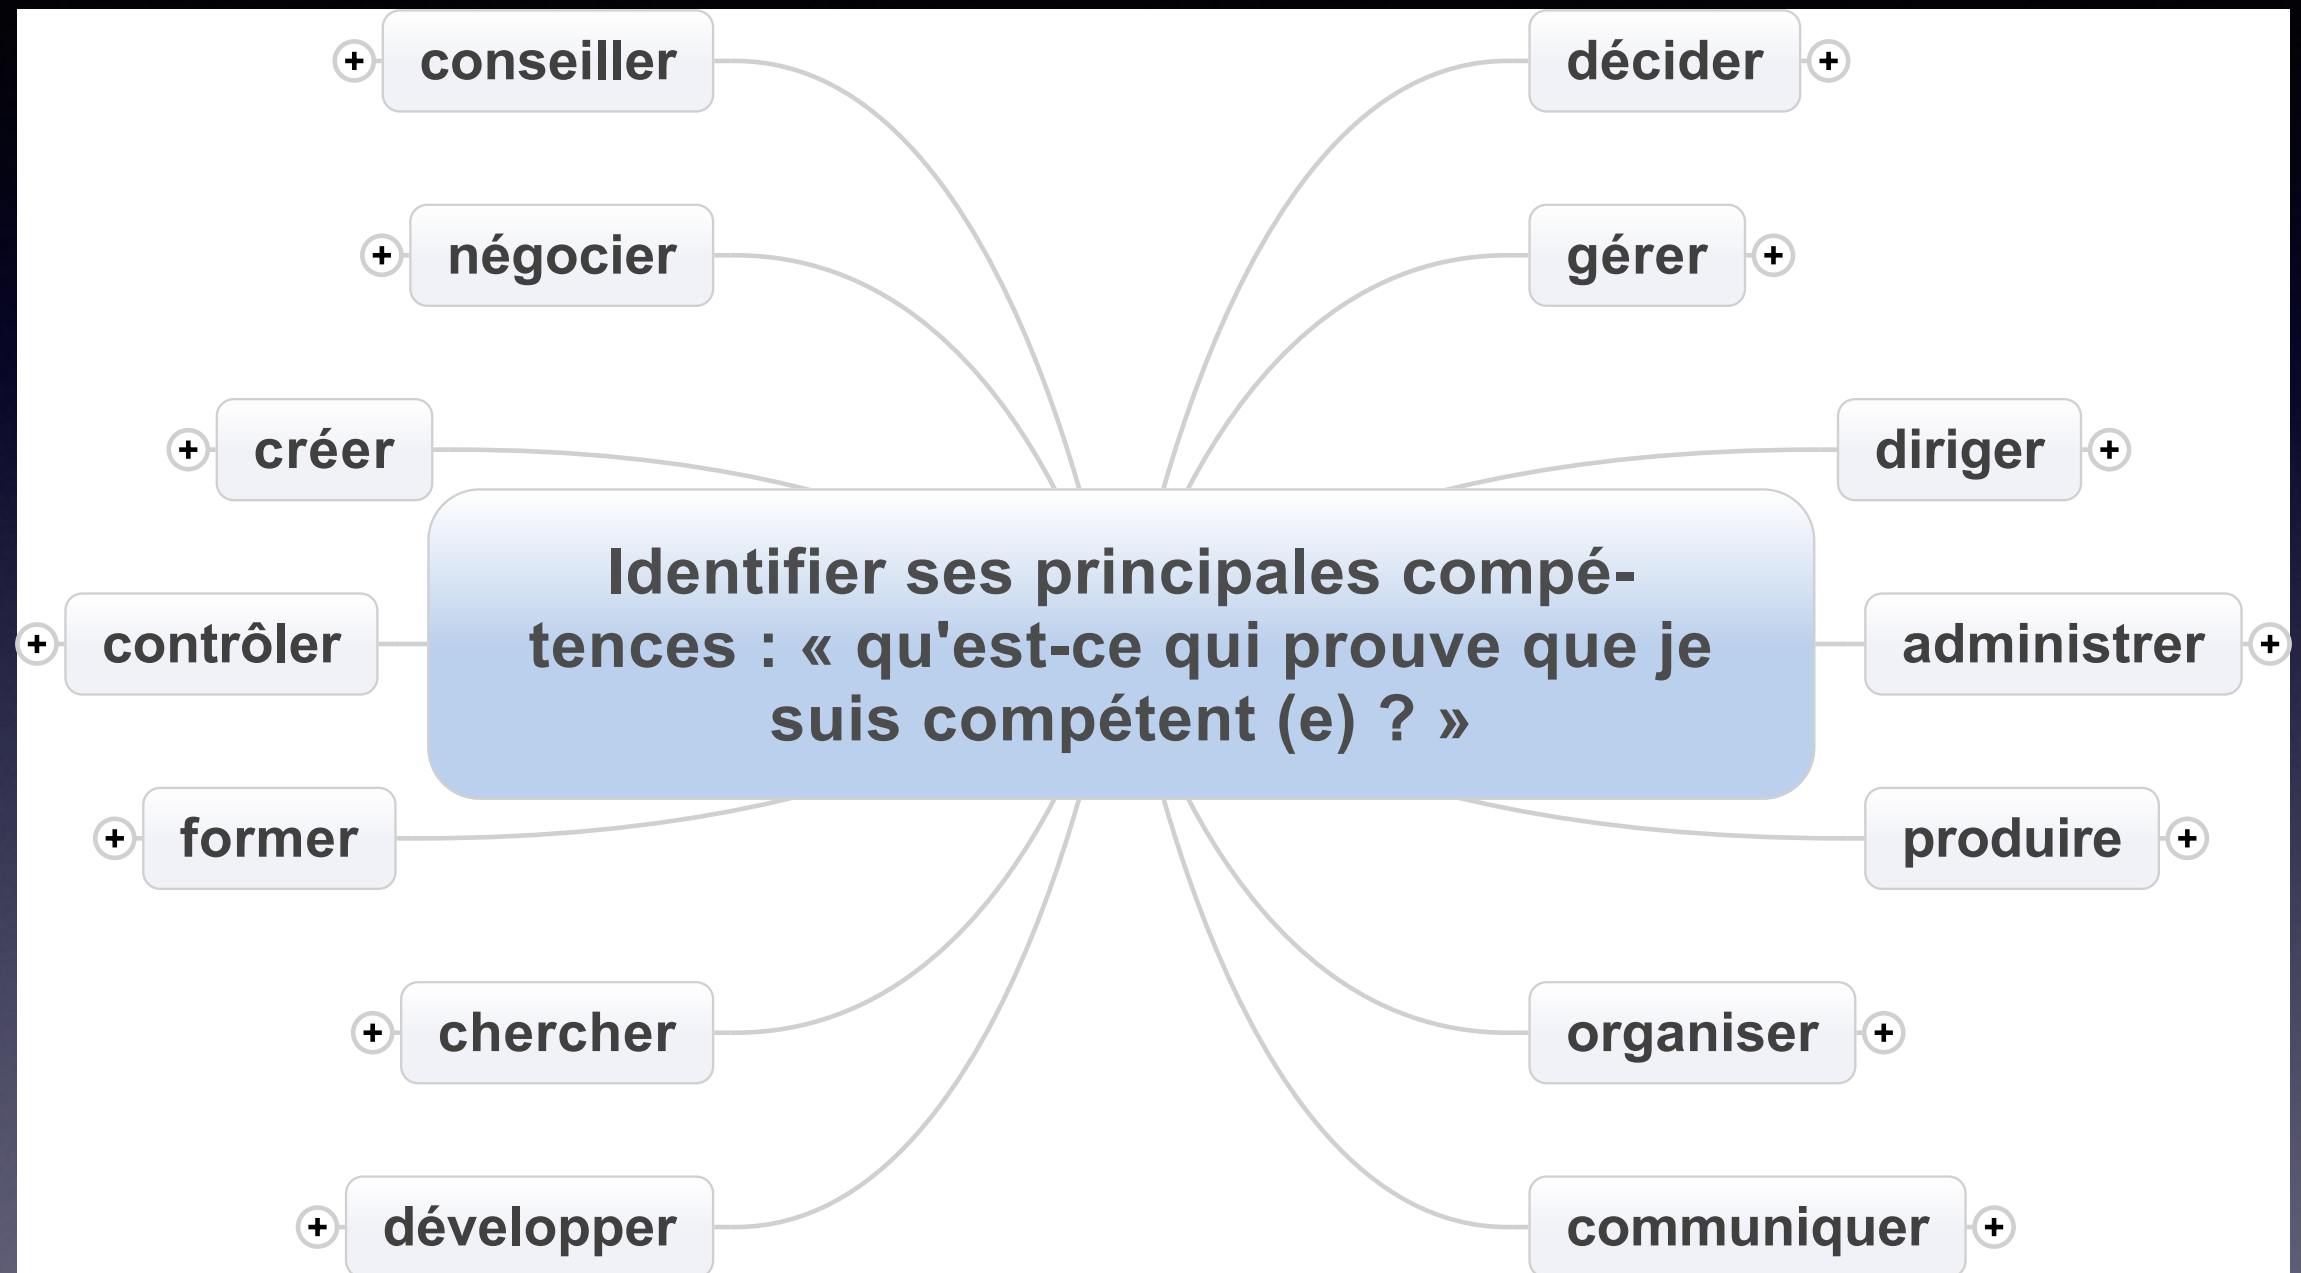 conseiller
décider
négocier
gérer
créer
diriger
Identifier ses principales compé-
tences : « qu'est-ce qui prouve que je
suis compétent (e) ? »
contrôler
administrer
former
produire
chercher
organiser
développer
communiquer